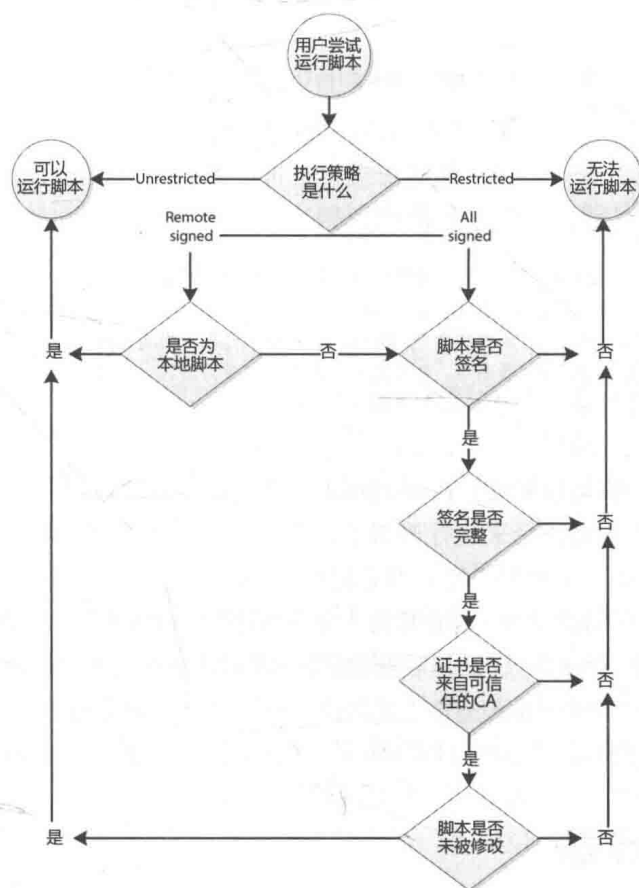 用户尝试
运行脚本
可以
运行脚本
Unrestricted
执行策略
是什么
Restricted
无法
运行脚本
Remote
signed
All
signed
是
是否为
本地脚本
否
脚本是否
签名
否
是
签名是否
完整
否
是
证书是否
来自可信
任的CA
否
是
是
脚本是否
未被修改
否